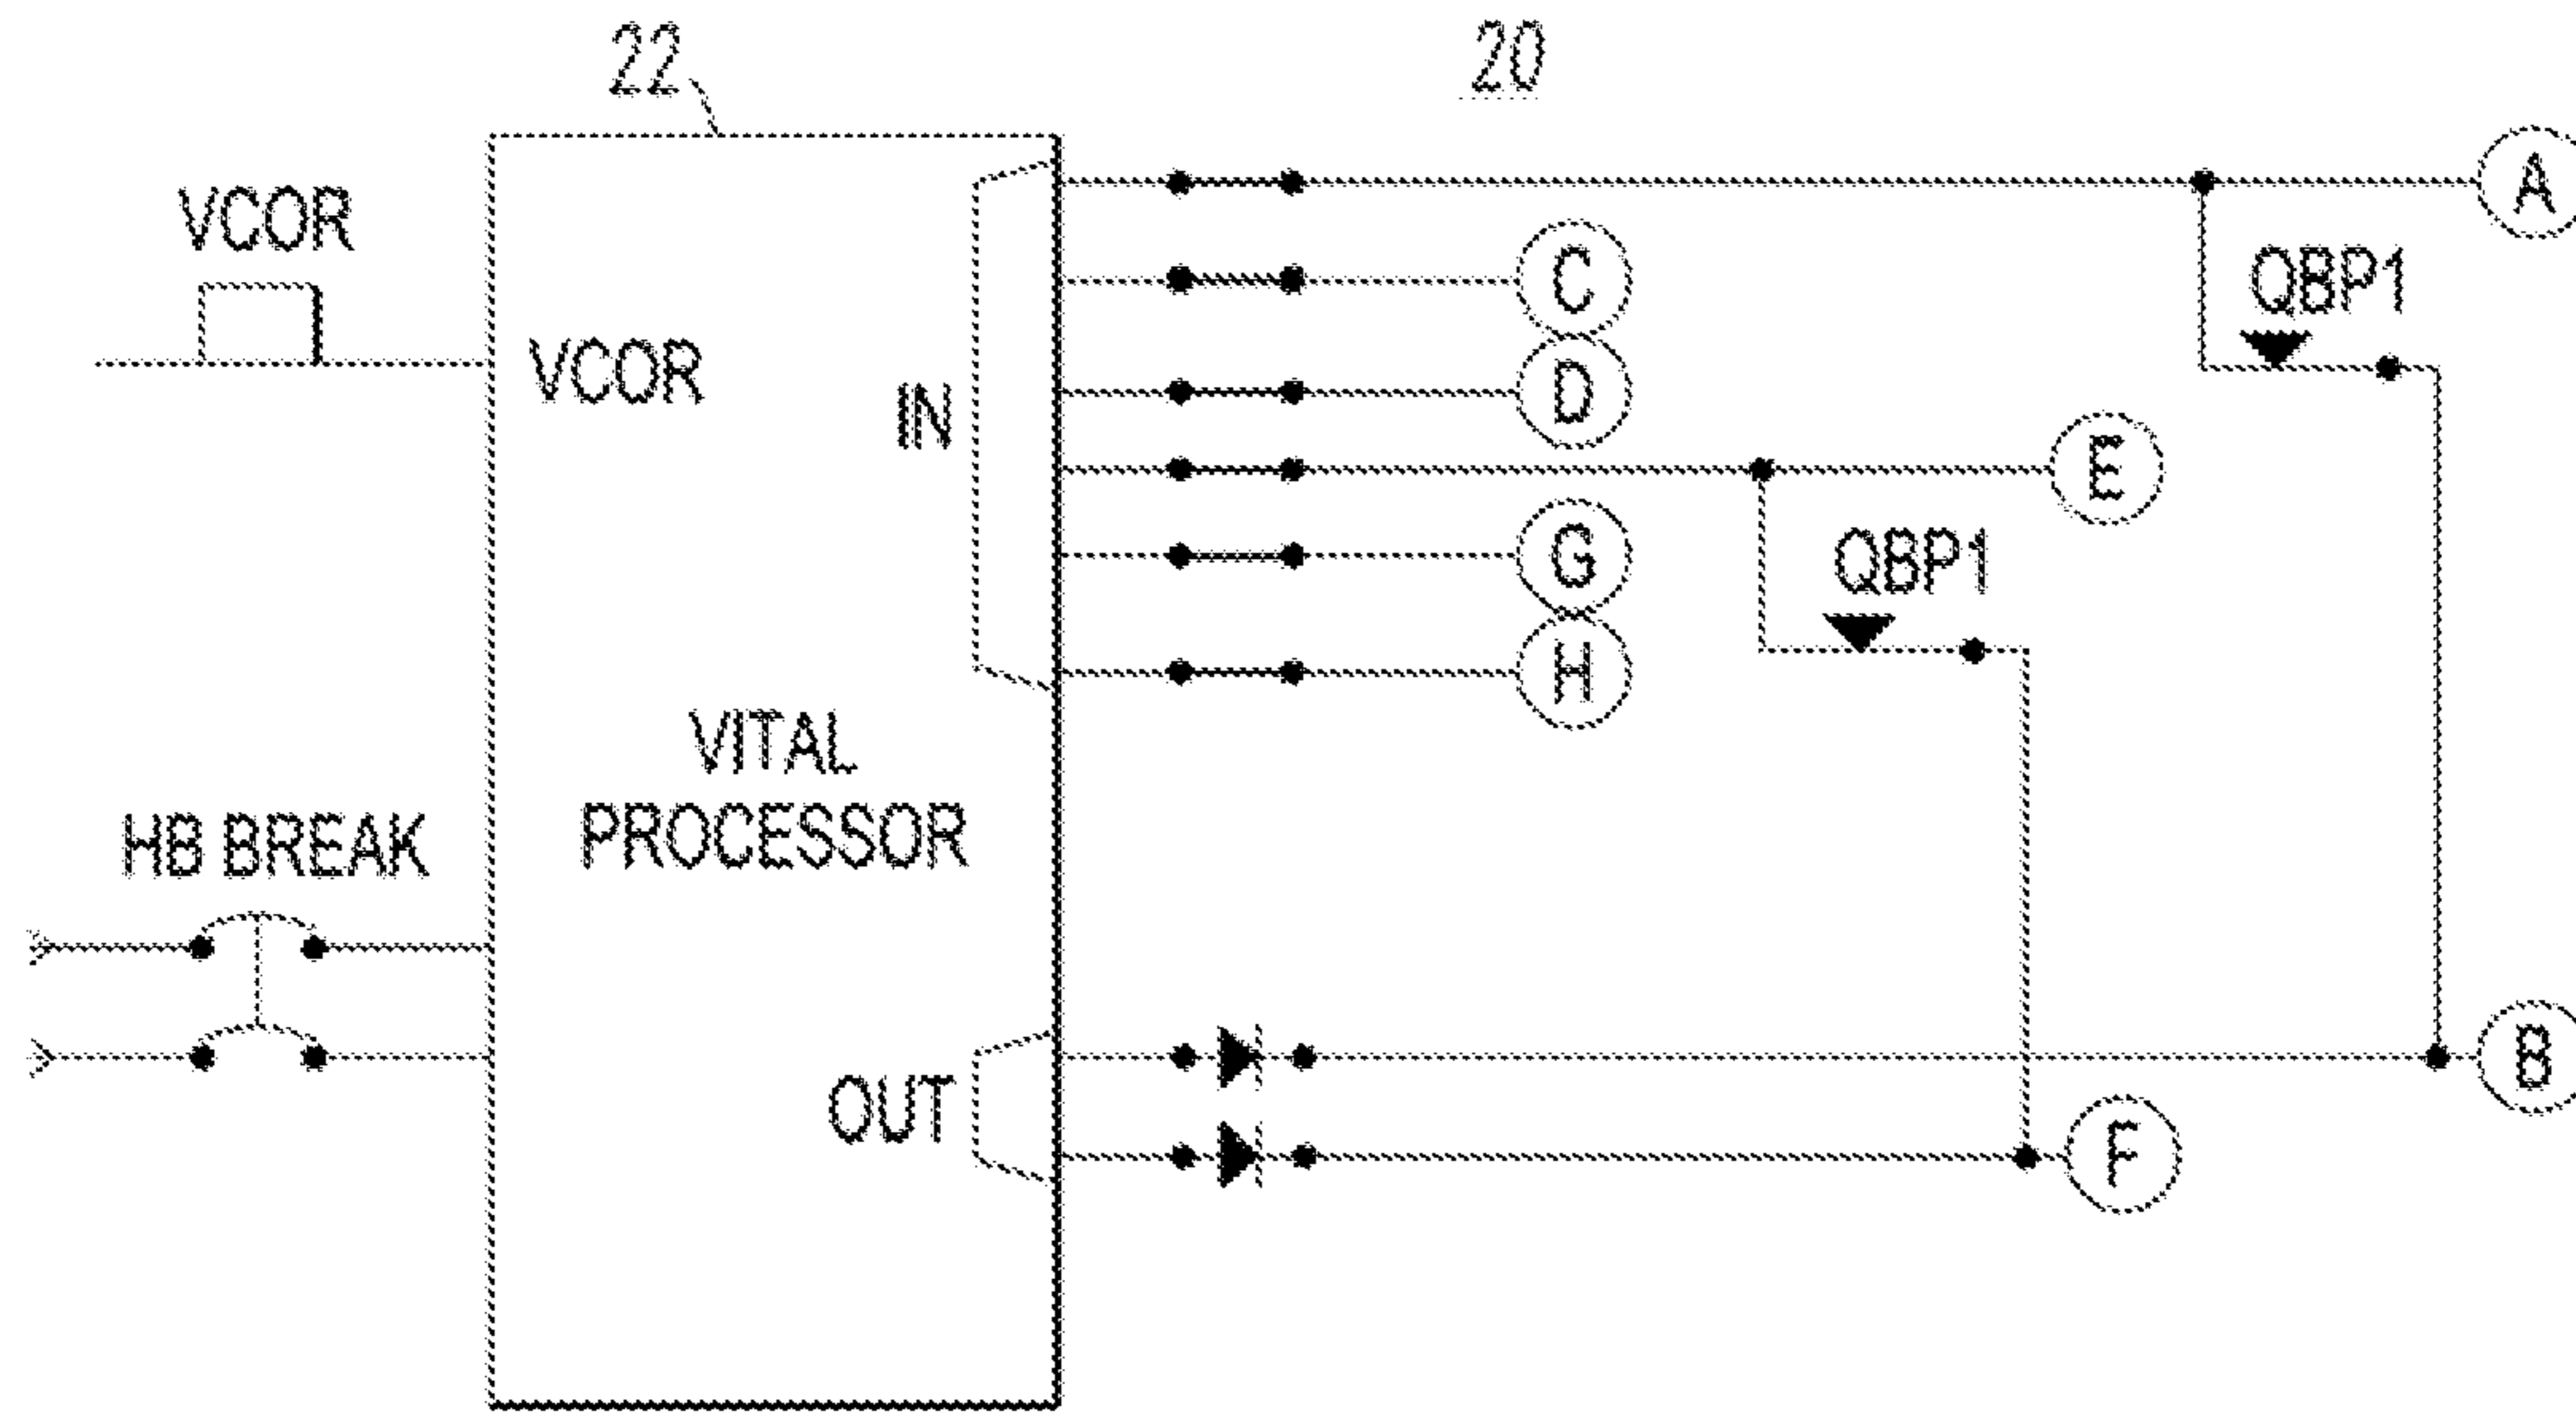 22
20
VCOR
VCOR
IN
A
C
QBP1
D
E
G
QBP1
H
VITAL
PROCESSOR
HB BREAK
OUT
B
F